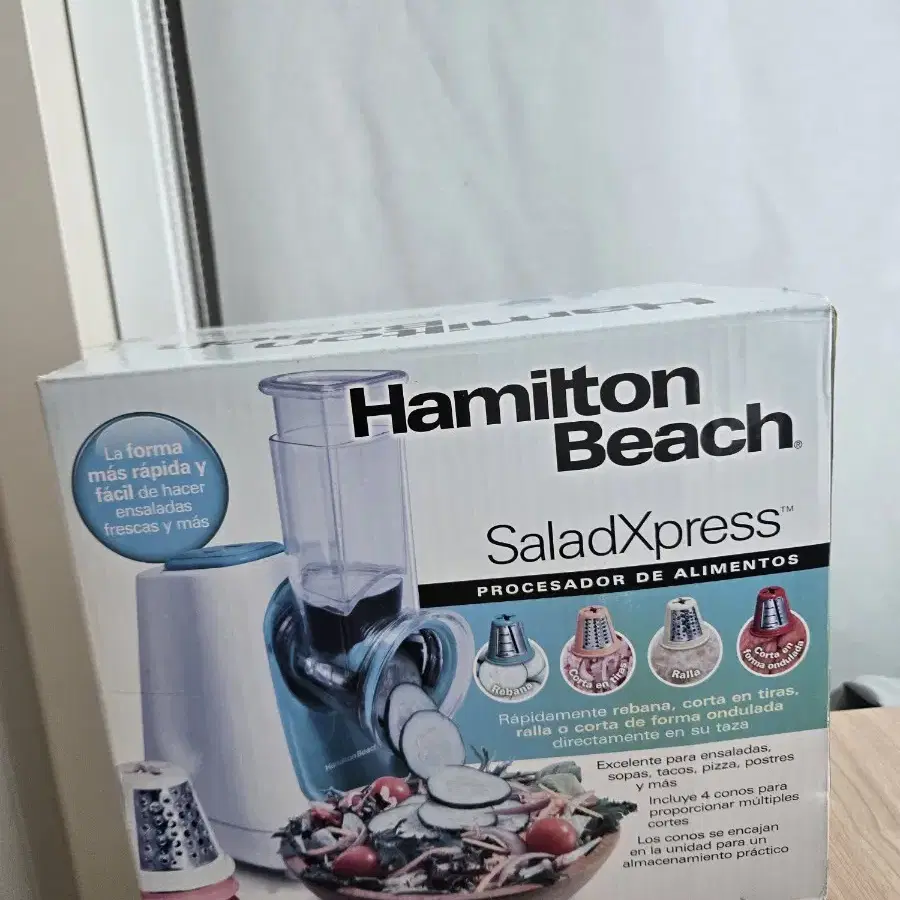 Hamilton
Beach
Hamilton
Beach®
La forma
más rápida y
fácil de hacer
ensaladas
frescas y más
SaladXpress™
PROCESADOR DE ALIMENTOS
Rebana
Corta en tiras
Ralla
Corta en
forma ondulada
Rápidamente rebana, corta en tiras,
ralla o corta de forma ondulada
directamente en su taza
HamiltonBeach
Excelente para ensaladas,
sopas, tacos, pizza, postres
y más
Incluye 4 conos para
proporcionar múltiples
cortes
Los conos se encajan
en la unidad para un
almacenamiento práctico